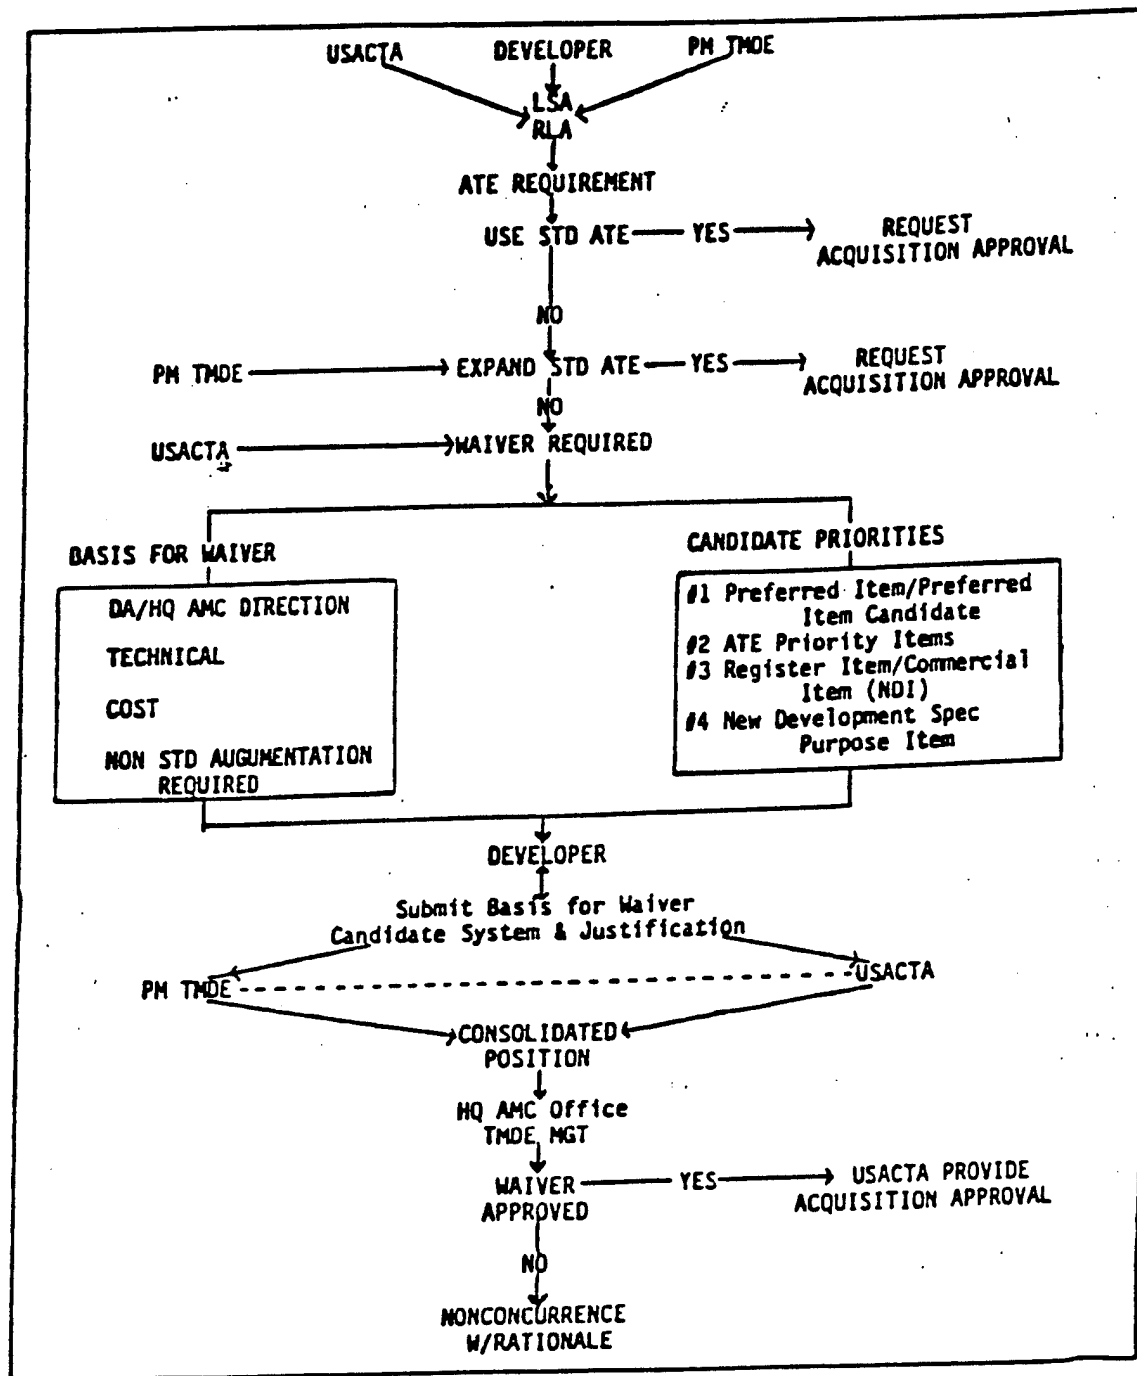 USACTA DEVELOPER PM TMDE
LSA
RLA
ATE REQUIREMENT
USE STD ATE YES REQUEST
ACQUISITION APPROVAL
NO
PM TMDE EXPAND STD ATE YES REQUEST
ACQUISITION APPROVAL
NO
USACTA WAIVER REQUIRED
BASIS FOR WAIVER
DA/HQ AMC DIRECTION
TECHNICAL
COST
NON STD AUGUMENTATION
REQUIRED
CANDIDATE PRIORITIES
#1 Preferred Item/Preferred
Item Candidate
#2 ATE Priority Items
#3 Register Item/Commercial
Item (NDI)
#4 New Development Spec
Purpose Item
DEVELOPER
Submit Basis for Waiver
Candidate System & Justification
PM TMDE USACTA
CONSOLIDATED
POSITION
HQ AMC Office
TMDE MGT
WAIVER YES USACTA PROVIDE
APPROVED ACQUISITION APPROVAL
NO
NONCONCURRENCE
W/RATIONALE